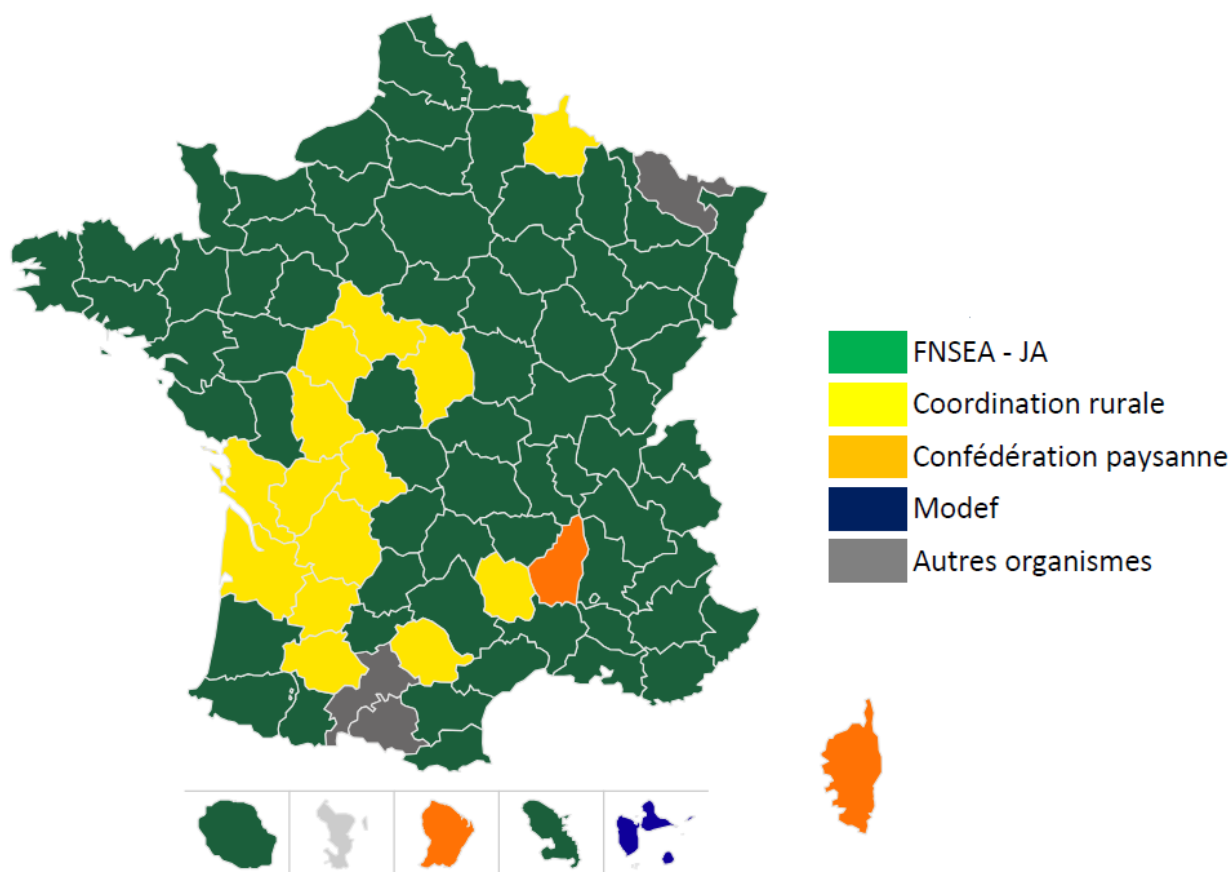 FNSEA - JA
Coordination rurale
Confédération paysanne
Modef
Autres organismes